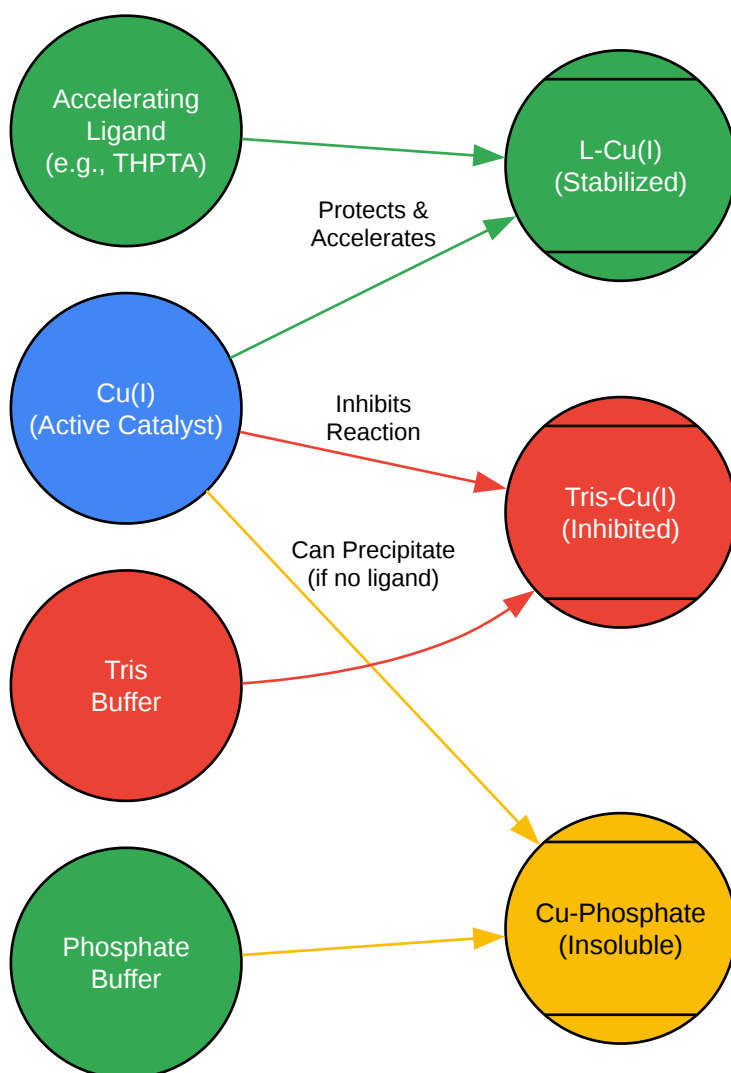 Accelerating
Ligand
(e.g., THPTA)
L-Cu(I)
(Stabilized)
Protects &
Accelerates
Cu(I)
(Active Catalyst)
Inhibits
Reaction
Tris-Cu(I)
(Inhibited)
Can Precipitate
(if no ligand)
Tris
Buffer
Cu-Phosphate
(Insoluble)
Phosphate
Buffer